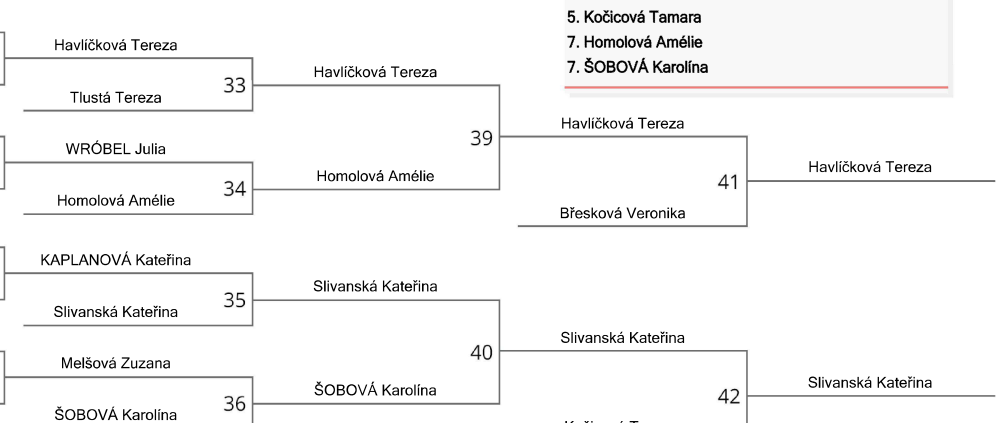 5. Kočicová Tamara
7. Homolová Amélie
7. ŠOBOVÁ Karolína
Havlíčková Tereza
33
Tlustá Tereza
Havlíčková Tereza
WRÓBEL Julia
34
Homolová Amélie
39
Homolová Amélie
Havlíčková Tereza
41
Břesková Veronika
Havlíčková Tereza
KAPLANOVÁ Kateřina
35
Slivanská Kateřina
Slivanská Kateřina
Melšová Zuzana
36
ŠOBOVÁ Karolína
40
ŠOBOVÁ Karolína
Slivanská Kateřina
42
Slivanská Kateřina